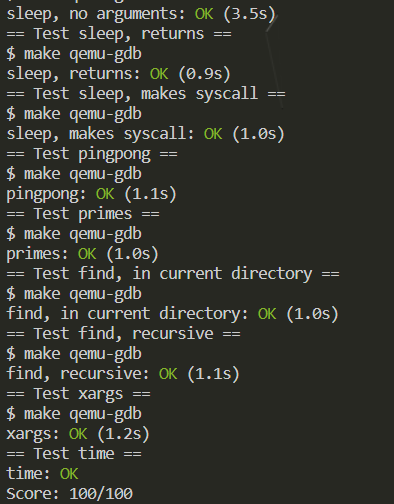 sleep, no arguments: OK (3.5s)
== Test sleep, returns ==
$ make qemu-gdb
sleep, returns: OK (0.9s)
== Test sleep, makes syscall ==
$ make qemu-gdb
sleep, makes syscall: OK (1.0s)
== Test pingpong ==
$ make qemu-gdb
pingpong: OK (1.1s)
== Test primes ==
$ make qemu-gdb
primes: OK (1.0s)
== Test find, in current directory ==
$ make qemu-gdb
find, in current directory: OK (1.0s)
== Test find, recursive ==
$ make qemu-gdb
find, recursive: OK (1.1s)
== Test xargs ==
$ make qemu-gdb
xargs: OK (1.2s)
== Test time ==
time: OK
Score: 100/100